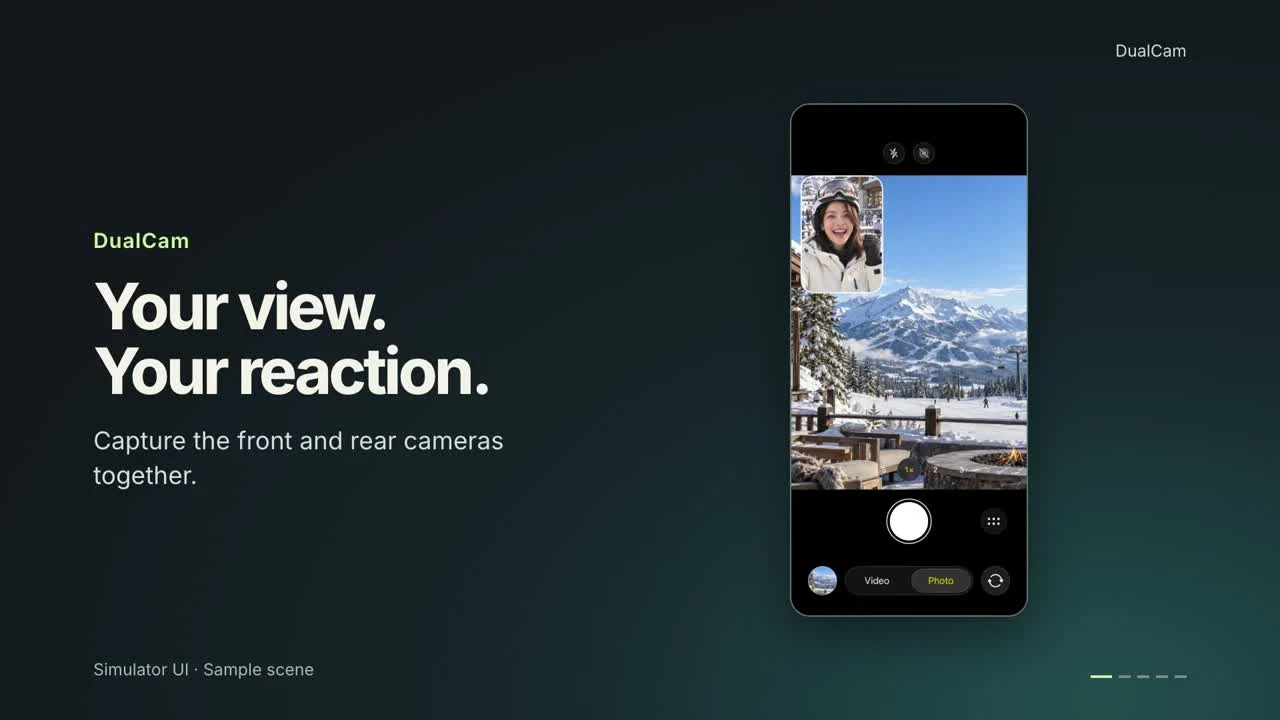 DualCam
DualCam
Your view.
Your reaction.
Capture the front and rear cameras
together.
1x
2
3
Video
Photo
Simulator UI · Sample scene